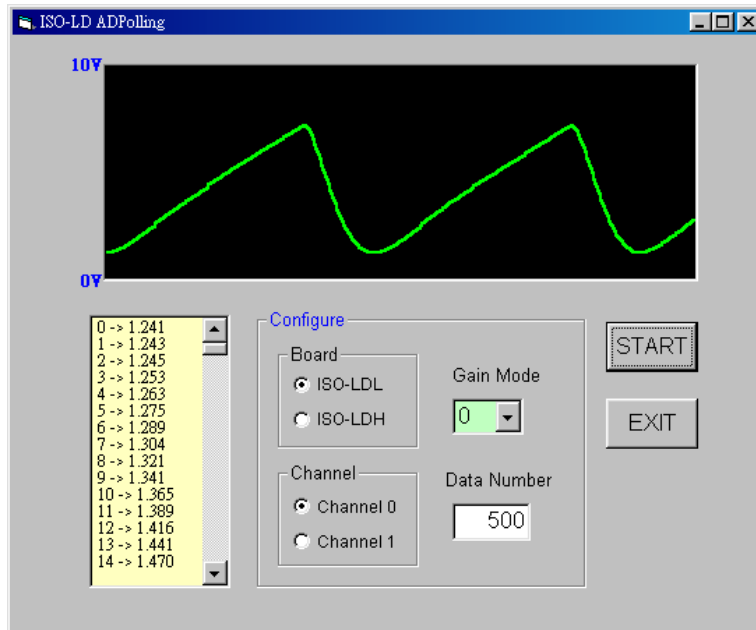 ISO-LD ADPolling
10V
0V
0 -> 1.241
1 -> 1.243
2 -> 1.245
3 -> 1.253
4 -> 1.263
5 -> 1.275
6 -> 1.289
7 -> 1.304
8 -> 1.321
9 -> 1.341
10 -> 1.365
11 -> 1.389
12 -> 1.416
13 -> 1.441
14 -> 1.470
Configure
Board
ISO-LDL
ISO-LDH
Gain Mode
0
Channel
Channel 0
Channel 1
Data Number
500
START
EXIT